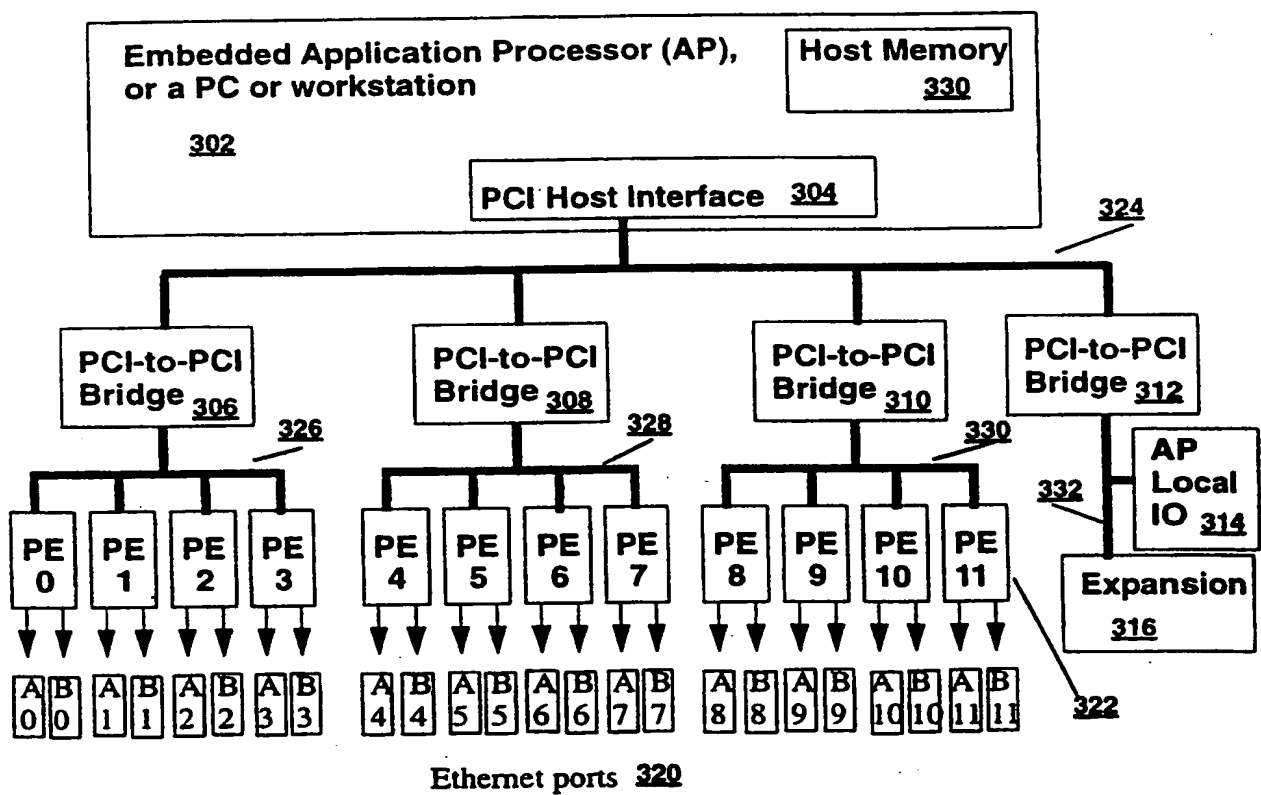 Embedded Application Processor (AP),
or a PC or workstation
302
Host Memory
330
PCI Host Interface 304
324
PCI-to-PCI
Bridge 306
PCI-to-PCI
Bridge 308
PCI-to-PCI
Bridge 310
PCI-to-PCI
Bridge 312
326
328
330
332
AP
Local
IO 314
Expansion
316
PE
0
PE
1
PE
2
PE
3
PE
4
PE
5
PE
6
PE
7
PE
8
PE
9
PE
10
PE
11
322
A
0
B
0
A
1
B
1
A
2
B
2
A
3
B
3
A
4
B
4
A
5
B
5
A
6
B
6
A
7
B
7
A
8
B
8
A
9
B
9
A
10
B
10
A
11
B
11
Ethernet ports 320